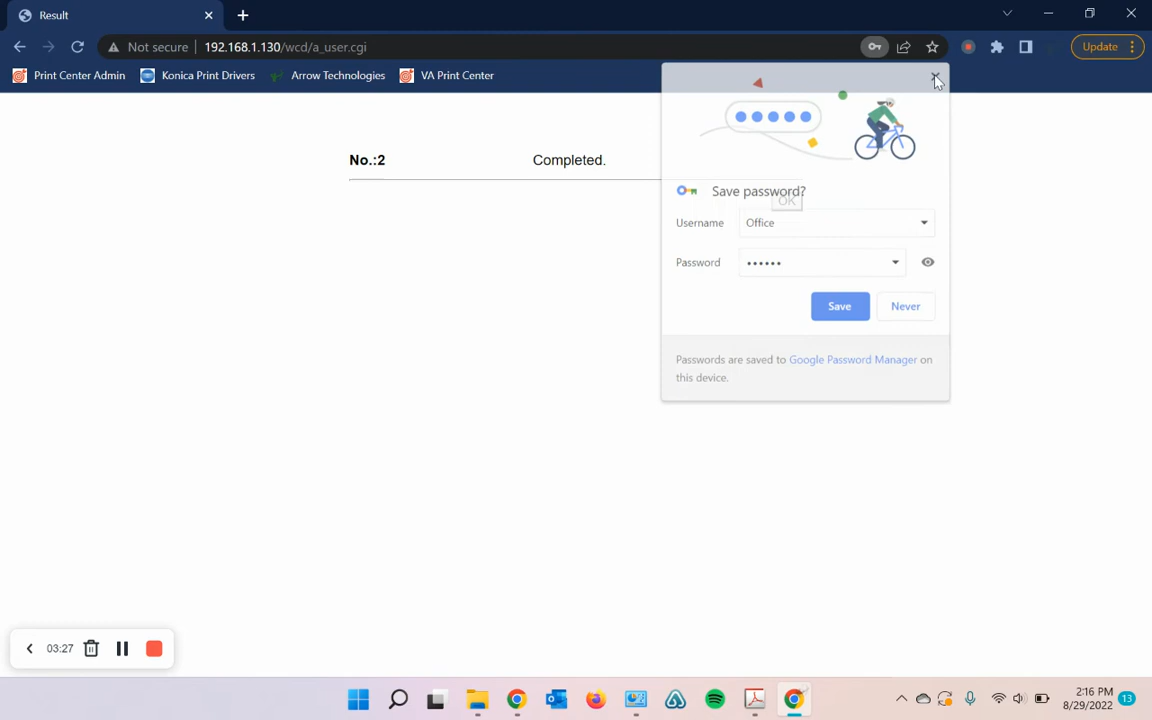 Result
Not secure
192.168.1.130/wcd/a_user.cgi
Update
Print Center Admin
Konica Print Drivers
Arrow Technologies
VA Print Center
No.:2
Completed.
Save password?
OK
Username
Office
Password
••••••
Save
Never
Passwords are saved to Google Password Manager on
this device.
03:27
2:16 PM
8/29/2022
13